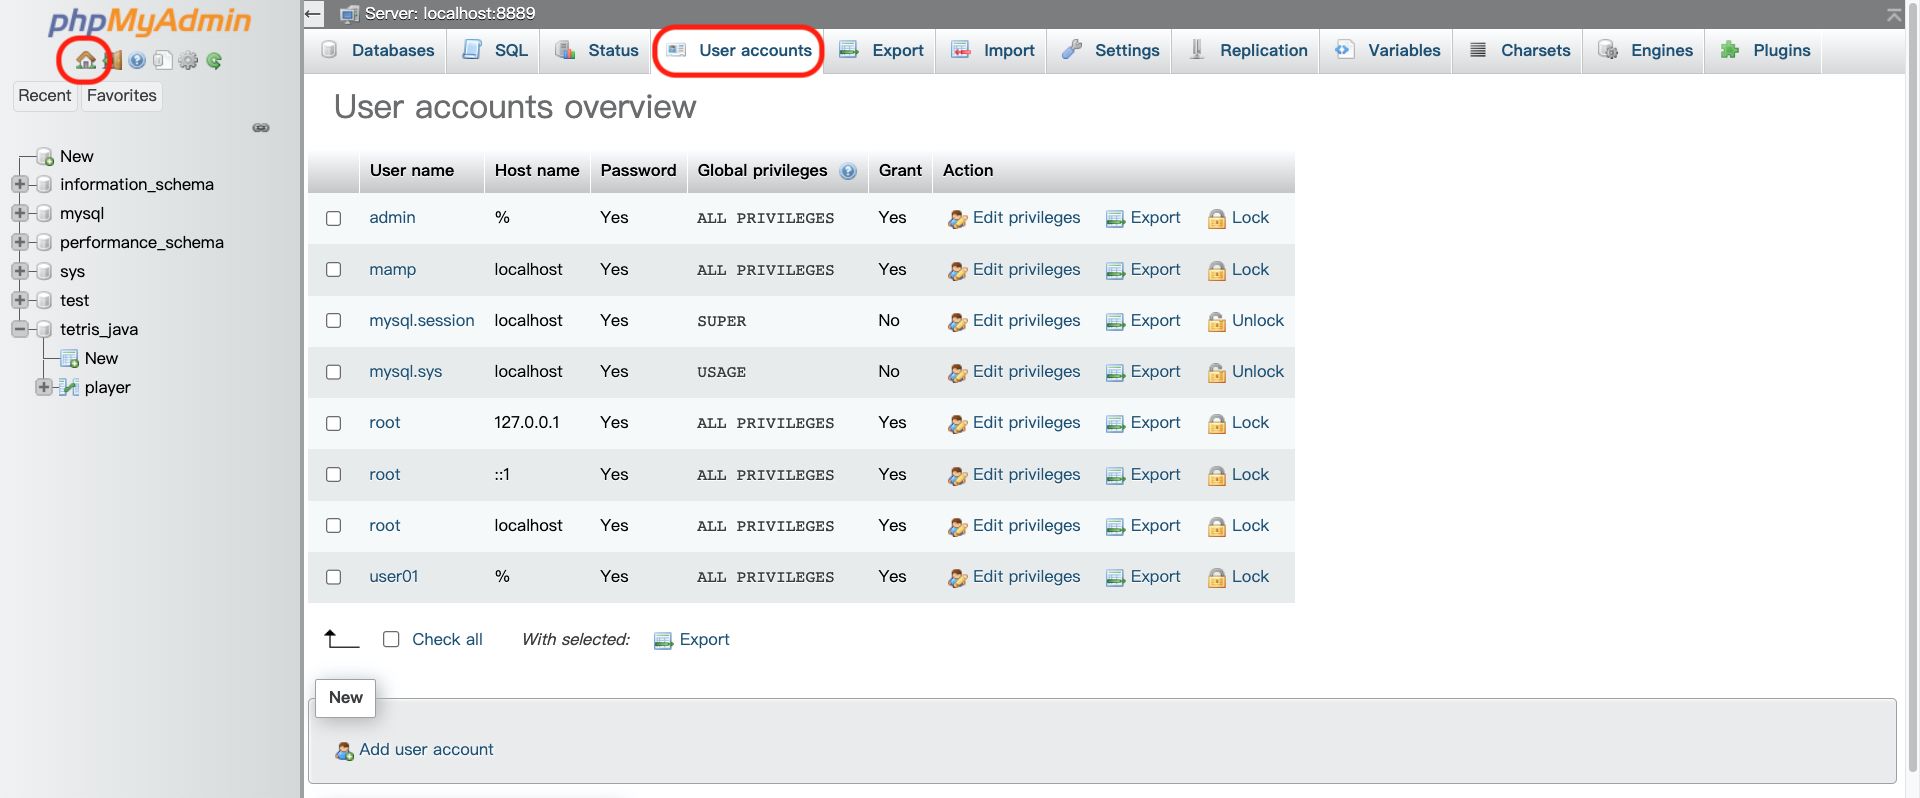 phpMyAdmin
Recent Favorites
New
information_schema
mysql
performance_schema
sys
test
tetris_java
New
player
Server: localhost:8889
Databases SQL Status User accounts Export Import Settings Replication Variables Charsets Engines Plugins
User accounts overview
User name Host name Password Global privileges Grant Action
admin % Yes ALL PRIVILEGES Yes Edit privileges Export Lock
mamp localhost Yes ALL PRIVILEGES Yes Edit privileges Export Lock
mysql.session localhost Yes SUPER No Edit privileges Export Unlock
mysql.sys localhost Yes USAGE No Edit privileges Export Unlock
root 127.0.0.1 Yes ALL PRIVILEGES Yes Edit privileges Export Lock
root ::1 Yes ALL PRIVILEGES Yes Edit privileges Export Lock
root localhost Yes ALL PRIVILEGES Yes Edit privileges Export Lock
user01 % Yes ALL PRIVILEGES Yes Edit privileges Export Lock
Check all With selected: Export
New
Add user account